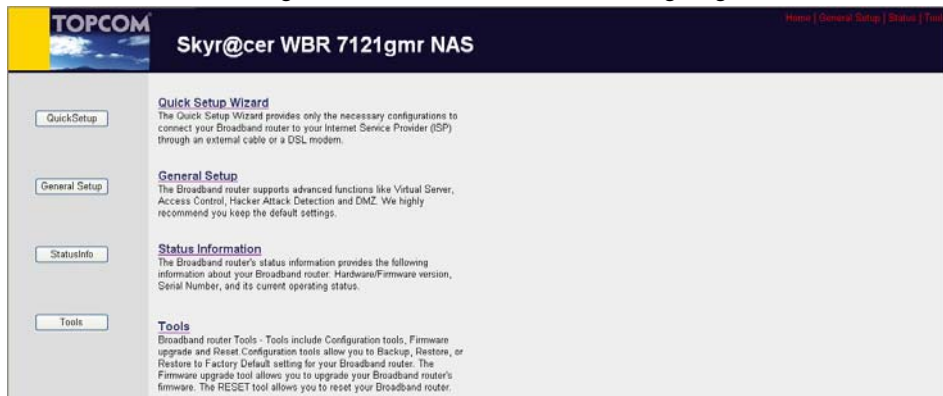 TOPCOM
Home | General Setup | Status |
Skyr@cer WBR 7121gmr NAS
QuickSetup
Quick Setup Wizard
The Quick Setup Wizard provides only the necessary configurations to
connect your Broadband router to your Internet Service Provider (ISP)
through an external cable or a DSL modem.
General Setup
General Setup
The Broadband router supports advanced functions like Virtual Server,
Access Control, Hacker Attack Detection and DMZ. We highly
recommend you keep the default settings.
StatusInfo
Status Information
The Broadband router's status information provides the following
information about your Broadband router: Hardware/Firmware version,
Serial Number, and its current operating status.
Tools
Tools
Broadband router Tools - Tools include Configuration tools, Firmware
upgrade and Reset.Configuration tools allow you to Backup, Restore, or
Restore to Factory Default setting for your Broadband router. The
Firmware upgrade tool allows you to upgrade your Broadband router's
firmware. The RESET tool allows you to reset your Broadband router.